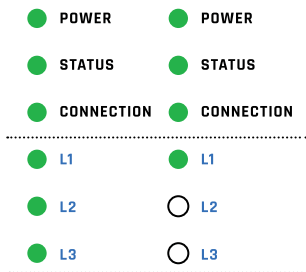 POWER POWER
STATUS STATUS
CONNECTION CONNECTION
L1 L1
L2 L2
L3 L3